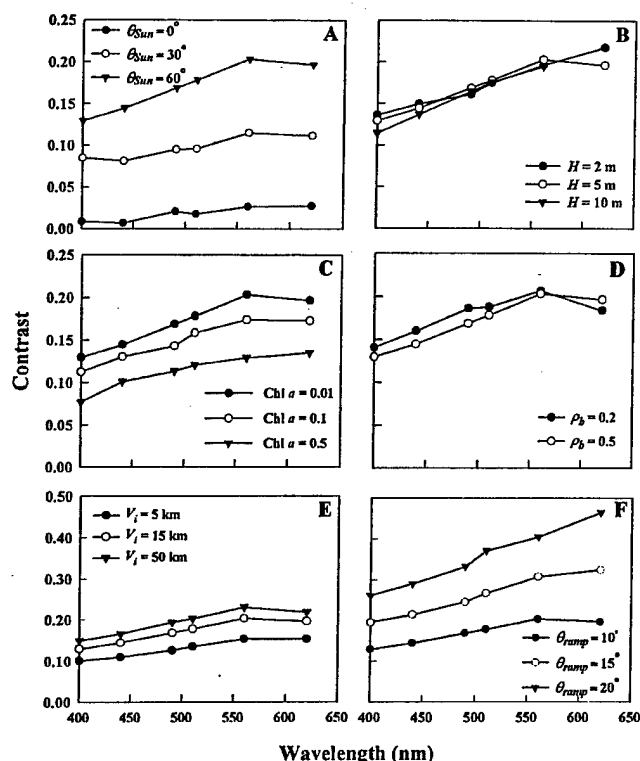 0.25
0.20
0.15
0.10
0.05
0.00
A
θSun = 0°
θSun = 30°
θSun = 60°
B
H = 2 m
H = 5 m
H = 10 m
0.25
0.20
0.15
0.10
0.05
0.00
C
Chl a = 0.01
Chl a = 0.1
Chl a = 0.5
D
ρb = 0.2
ρb = 0.5
Contrast
0.50
0.40
0.30
0.20
0.10
0.00
E
Vi = 5 km
Vi = 15 km
Vi = 50 km
F
θramp = 10°
θramp = 15°
θramp = 20°
400 450 500 550 600 650
400 450 500 550 600 650
Wavelength (nm)